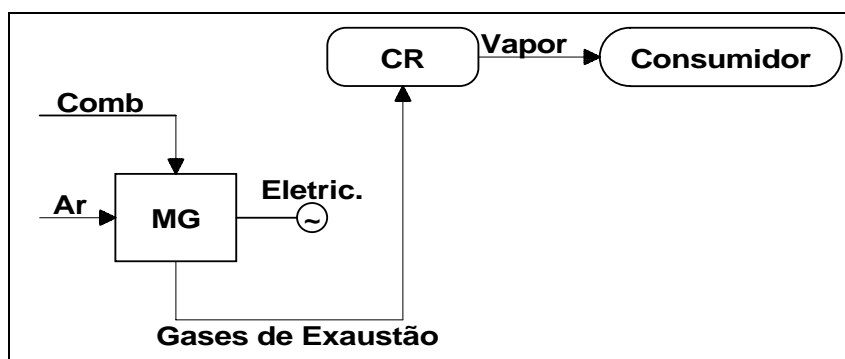 CR
Vapor
Consumidor
Comb
Ar
MG
Eletric.
~
Gases de Exaustão